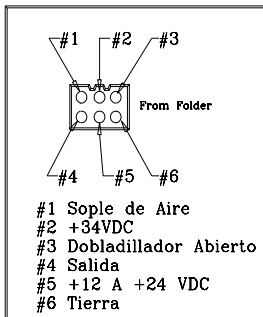 #1 #2 #3
From Folder
#4 #5 #6
#1 Sople de Aire
#2 +34VDC
#3 Dobladillador Abierto
#4 Salida
#5 +12 A +24 VDC
#6 Tierra